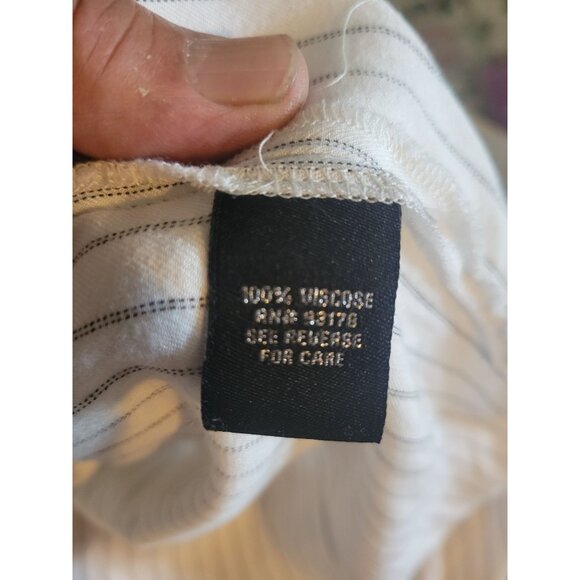 100% VISCOSE
RN# 93178
SEE REVERSE
FOR CARE